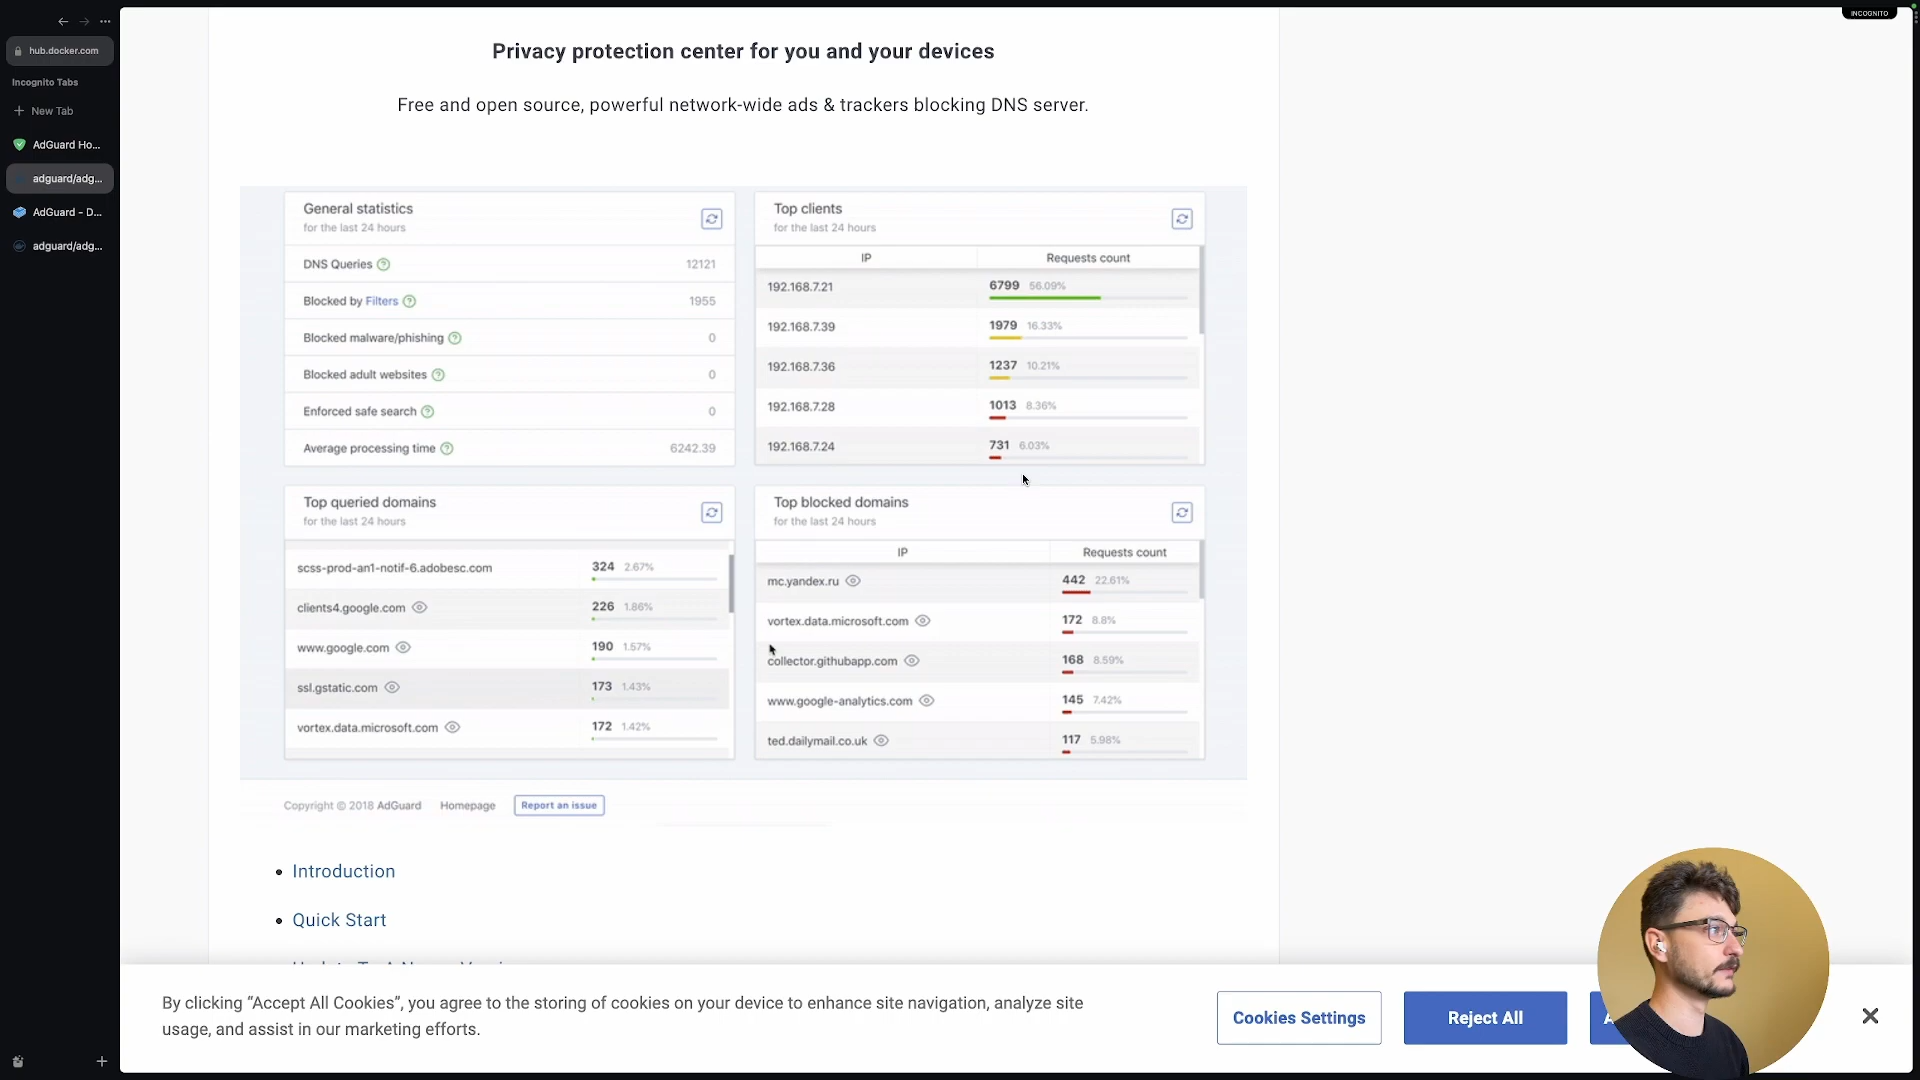 INCOGNITO
hub.docker.com
Incognito Tabs
New Tab
AdGuard Ho...
adguard/adg...
AdGuard - D...
adguard/adg...
Privacy protection center for you and your devices
Free and open source, powerful network-wide ads & trackers blocking DNS server.
General statistics
for the last 24 hours
DNS Queries 12121
Blocked by Filters 1955
Blocked malware/phishing 0
Blocked adult websites 0
Enforced safe search 0
Average processing time 6242.39
Top clients
for the last 24 hours
IP Requests count
192.168.7.21 6799 56.09%
192.168.7.39 1979 16.33%
192.168.7.36 1237 10.21%
192.168.7.28 1013 8.36%
192.168.7.24 731 6.03%
Top queried domains
for the last 24 hours
scss-prod-an1-notif-6.adobesc.com 324 2.67%
clients4.google.com 226 1.86%
www.google.com 190 1.57%
ssl.gstatic.com 173 1.43%
vortex.data.microsoft.com 172 1.42%
Top blocked domains
for the last 24 hours
IP Requests count
mc.yandex.ru 442 22.61%
vortex.data.microsoft.com 172 8.8%
collector.githubapp.com 168 8.59%
www.google-analytics.com 145 7.42%
ted.dailymail.co.uk 117 5.98%
Copyright © 2018 AdGuard Homepage Report an issue
• Introduction
• Quick Start
By clicking “Accept All Cookies”, you agree to the storing of cookies on your device to enhance site navigation, analyze site
usage, and assist in our marketing efforts.
Cookies Settings
Reject All